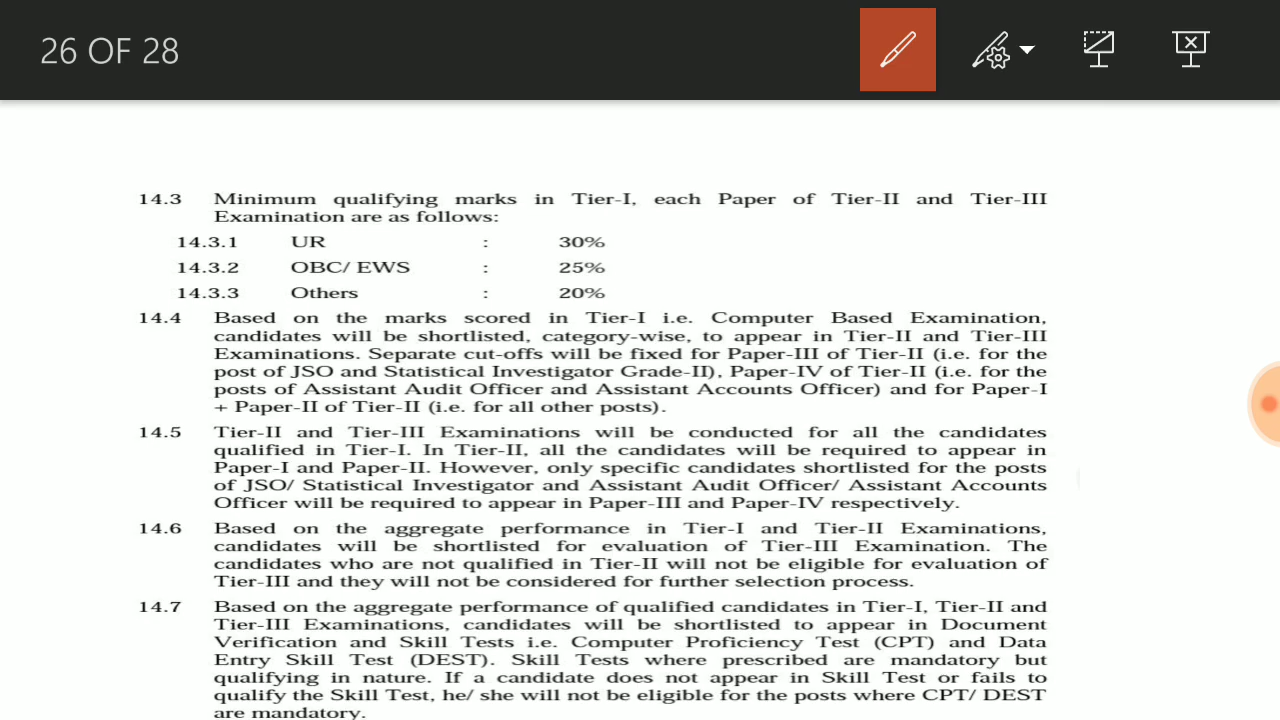 26 OF 28
14.3 Minimum qualifying marks in Tier-I, each Paper of Tier-II and Tier-III
Examination are as follows:
14.3.1 UR : 30%
14.3.2 OBC/ EWS : 25%
14.3.3 Others : 20%
14.4 Based on the marks scored in Tier-I i.e. Computer Based Examination,
candidates will be shortlisted, category-wise, to appear in Tier-II and Tier-III
Examinations. Separate cut-offs will be fixed for Paper-III of Tier-II (i.e. for the
post of JSO and Statistical Investigator Grade-II), Paper-IV of Tier-II (i.e. for the
posts of Assistant Audit Officer and Assistant Accounts Officer) and for Paper-I
+ Paper-II of Tier-II (i.e. for all other posts).
14.5 Tier-II and Tier-III Examinations will be conducted for all the candidates
qualified in Tier-I. In Tier-II, all the candidates will be required to appear in
Paper-I and Paper-II. However, only specific candidates shortlisted for the posts
of JSO/ Statistical Investigator and Assistant Audit Officer/ Assistant Accounts
Officer will be required to appear in Paper-III and Paper-IV respectively.
14.6 Based on the aggregate performance in Tier-I and Tier-II Examinations,
candidates will be shortlisted for evaluation of Tier-III Examination. The
candidates who are not qualified in Tier-II will not be eligible for evaluation of
Tier-III and they will not be considered for further selection process.
14.7 Based on the aggregate performance of qualified candidates in Tier-I, Tier-II and
Tier-III Examinations, candidates will be shortlisted to appear in Document
Verification and Skill Tests i.e. Computer Proficiency Test (CPT) and Data
Entry Skill Test (DEST). Skill Tests where prescribed are mandatory but
qualifying in nature. If a candidate does not appear in Skill Test or fails to
qualify the Skill Test, he/ she will not be eligible for the posts where CPT/ DEST
are mandatory.